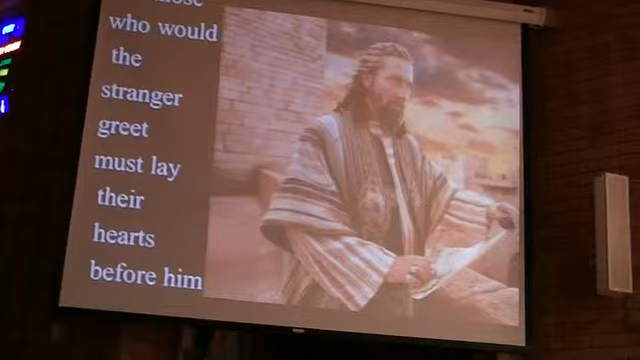 who would
the
stranger
greet
must lay
their
hearts
before him